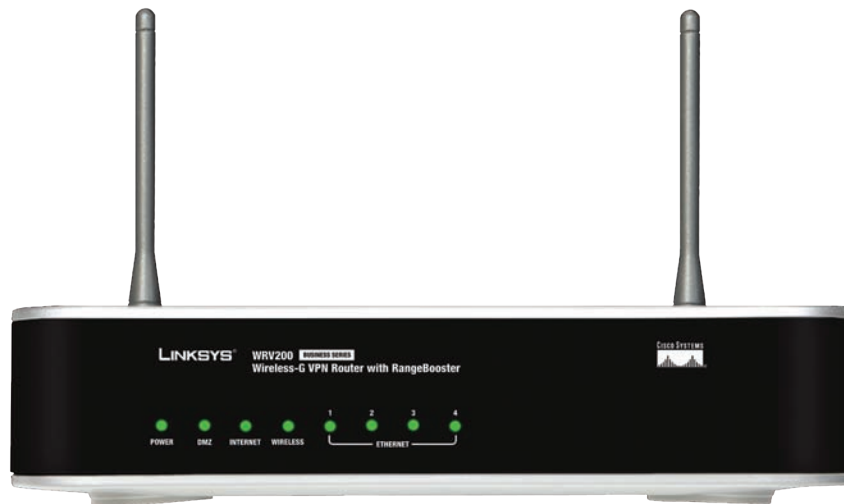 LINKSYS® WRV200 BUSINESS SERIES
Wireless-G VPN Router with RangeBooster
CISCO SYSTEMS
1 2 3 4
POWER DMZ INTERNET WIRELESS ETHERNET